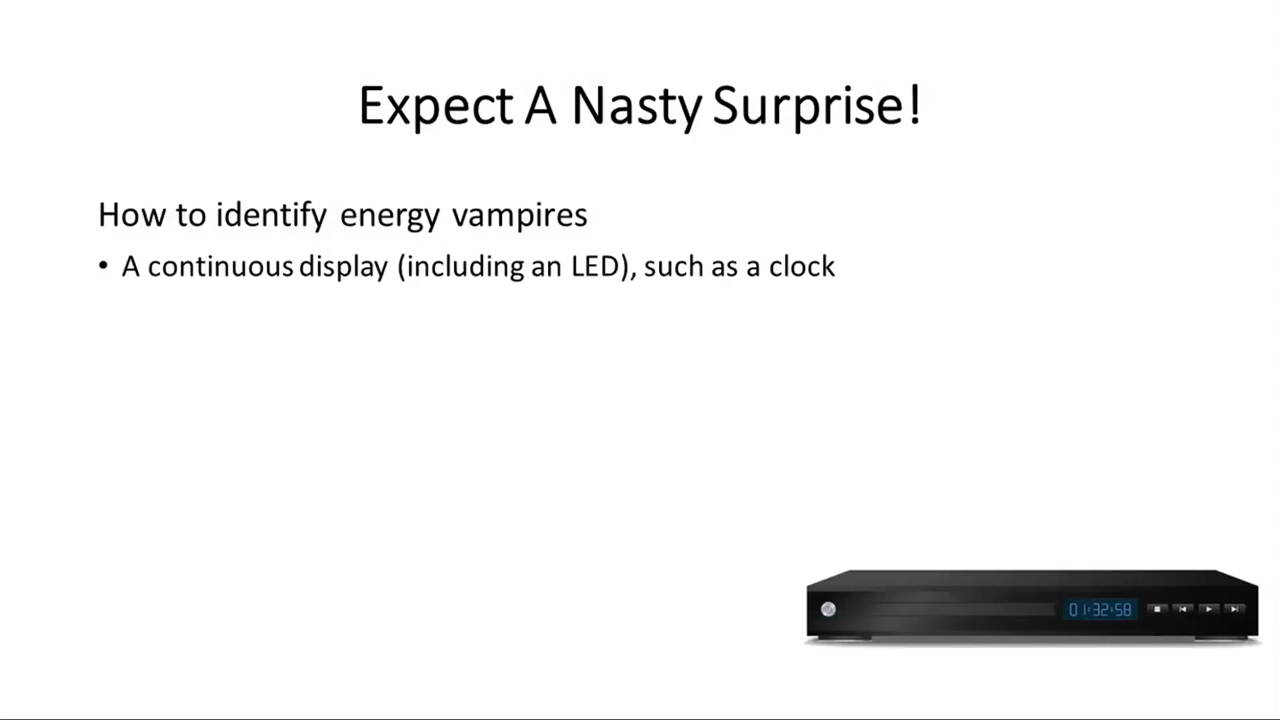 Expect A Nasty Surprise!
How to identify energy vampires
• A continuous display (including an LED), such as a clock
01:32:58